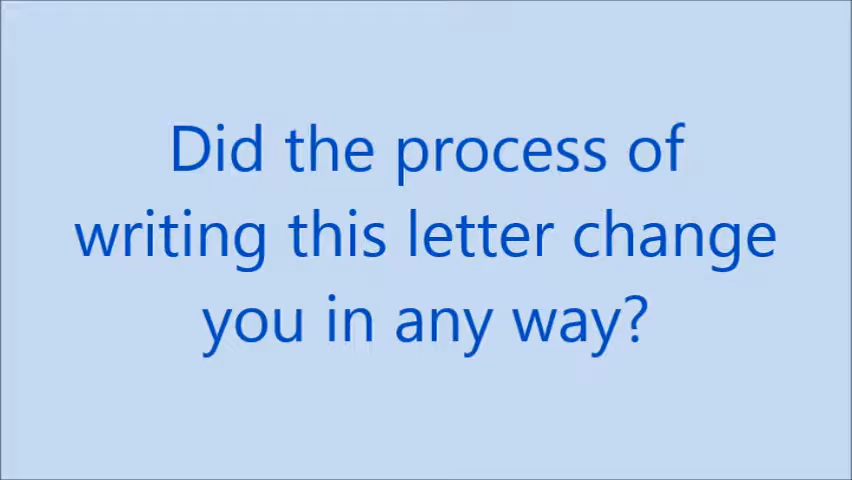 Did the process of
writing this letter change
you in any way?